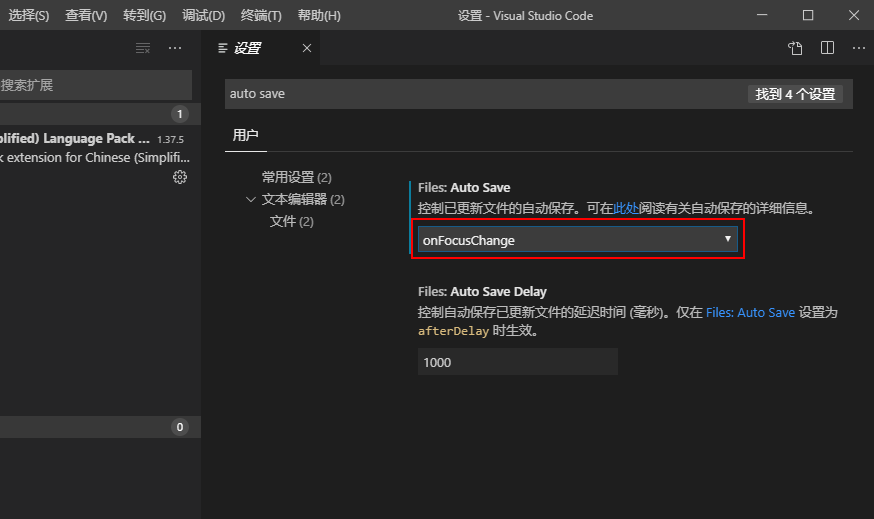 选择(S) 查看(V) 转到(G) 调试(D) 终端(T) 帮助(H) 设置 - Visual Studio Code
设置
搜索扩展
1
plified) Language Pack ... 1.37.5
k extension for Chinese (Simplifi...
0
auto save 找到 4 个设置
用户
常用设置 (2)
文本编辑器 (2)
文件 (2)
Files: Auto Save
控制已更新文件的自动保存。可在此处阅读有关自动保存的详细信息。
onFocusChange
Files: Auto Save Delay
控制自动保存已更新文件的延迟时间 (毫秒)。仅在 Files: Auto Save 设置为
afterDelay 时生效。
1000